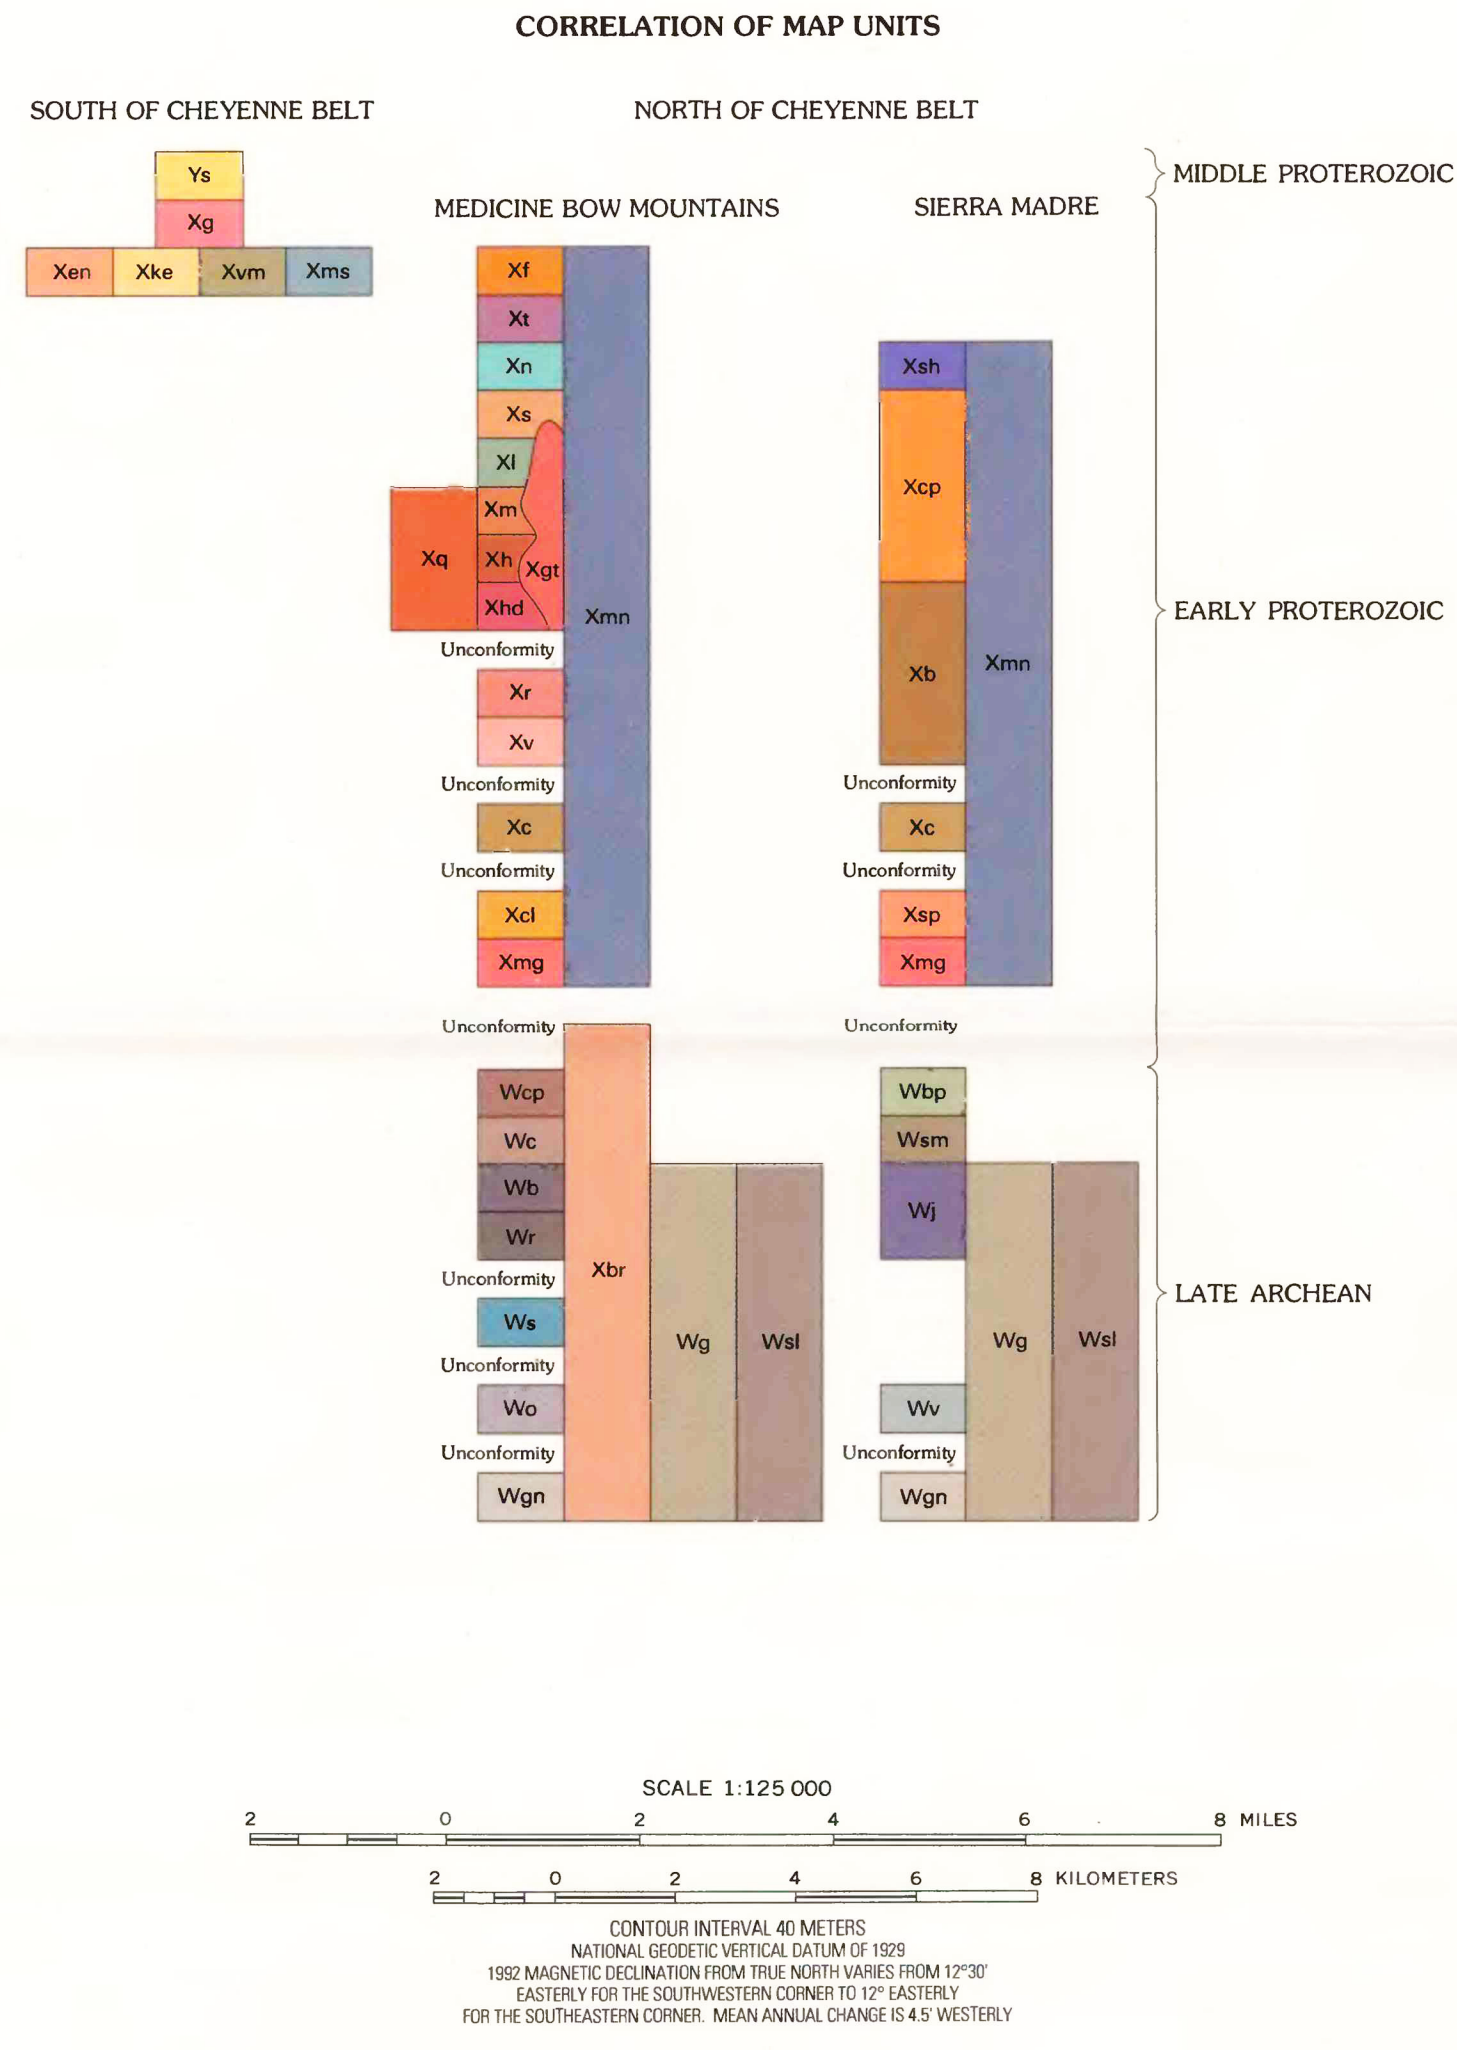 CORRELATION OF MAP UNITS
SOUTH OF CHEYENNE BELT
NORTH OF CHEYENNE BELT
Ys
Xg
Xen Xke Xvm Xms
MEDICINE BOW MOUNTAINS
Xf
Xt
Xn
Xs
Xl
Xm
Xq
Xh
Xgt
Xhd
Xmn
Unconformity
Xr
Xv
Unconformity
Xc
Unconformity
Xcl
Xmg
Unconformity
Wcp
Wc
Wb
Wr
Unconformity
Xbr
Ws
Wg
Wsl
Unconformity
Wo
Unconformity
Wgn
SIERRA MADRE
Xsh
Xcp
Xb
Xmn
Unconformity
Xc
Unconformity
Xsp
Xmg
Unconformity
Wbp
Wsm
Wj
Wg
Wsl
Wv
Unconformity
Wgn
MIDDLE PROTEROZOIC
EARLY PROTEROZOIC
LATE ARCHEAN
SCALE 1:125 000
2 0 2 4 6 8 MILES
2 0 2 4 6 8 KILOMETERS
CONTOUR INTERVAL 40 METERS
NATIONAL GEODETIC VERTICAL DATUM OF 1929
1992 MAGNETIC DECLINATION FROM TRUE NORTH VARIES FROM 12°30'
EASTERLY FOR THE SOUTHWESTERN CORNER TO 12° EASTERLY
FOR THE SOUTHEASTERN CORNER. MEAN ANNUAL CHANGE IS 4.5' WESTERLY